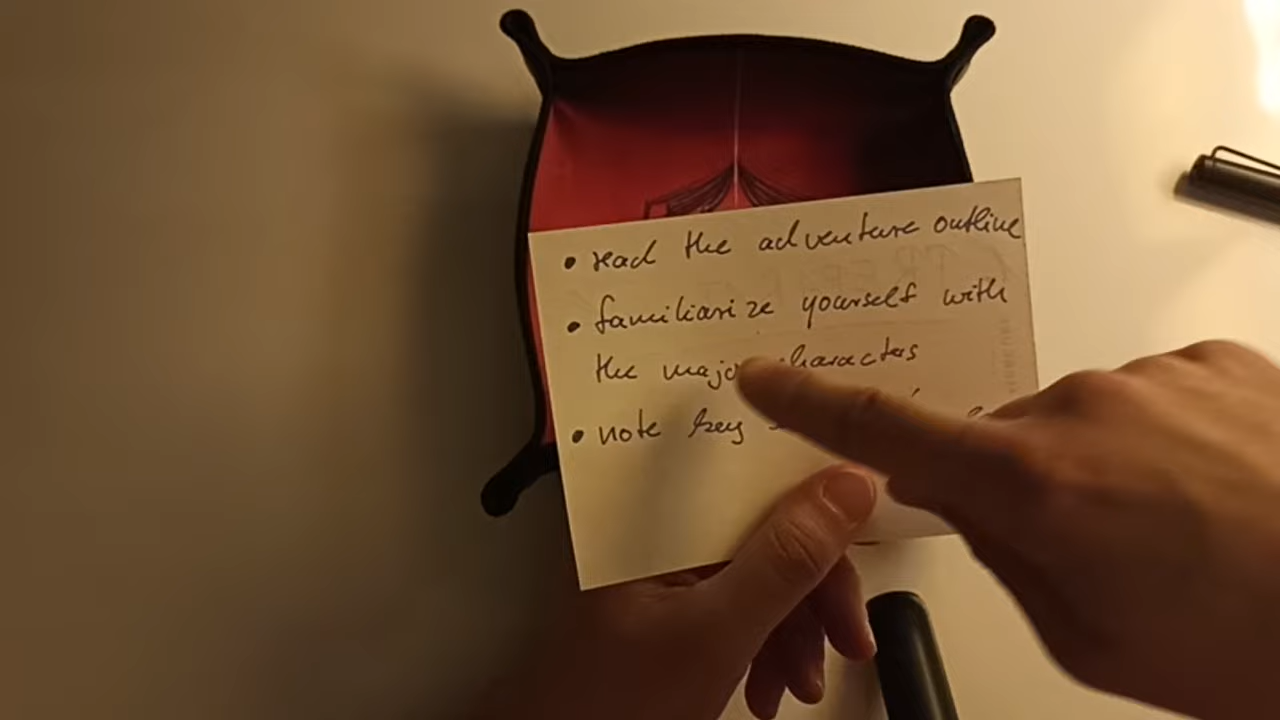 • read the adventure outline
• familiarize yourself with
the major characters
• note key